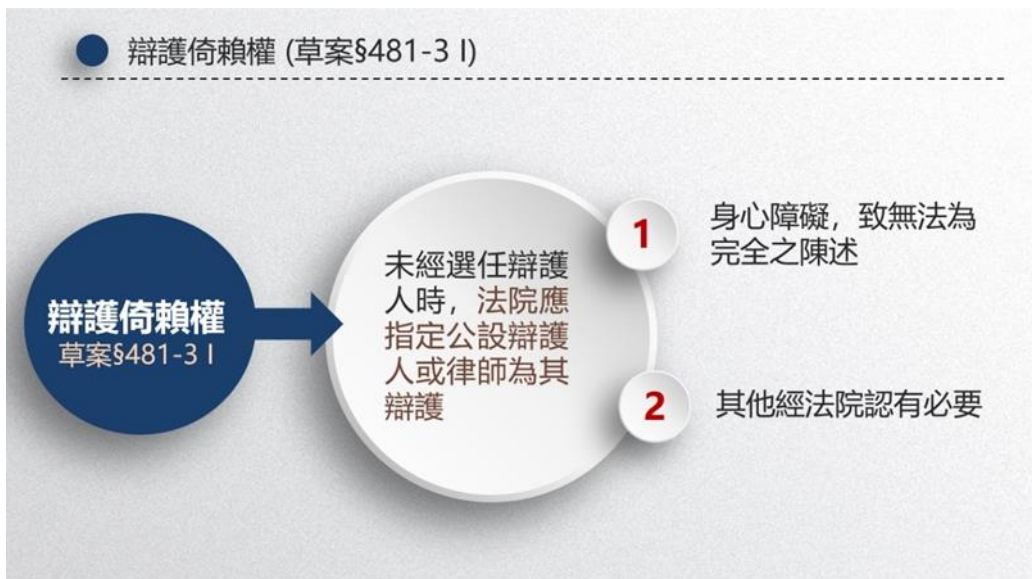 辯護倚賴權 (草案§481-3 I)
辯護倚賴權
草案§481-3 I
未經選任辯護
人時，法院應
指定公設辯護
人或律師為其
辯護
1
身心障礙，致無法為
完全之陳述
2
其他經法院認有必要